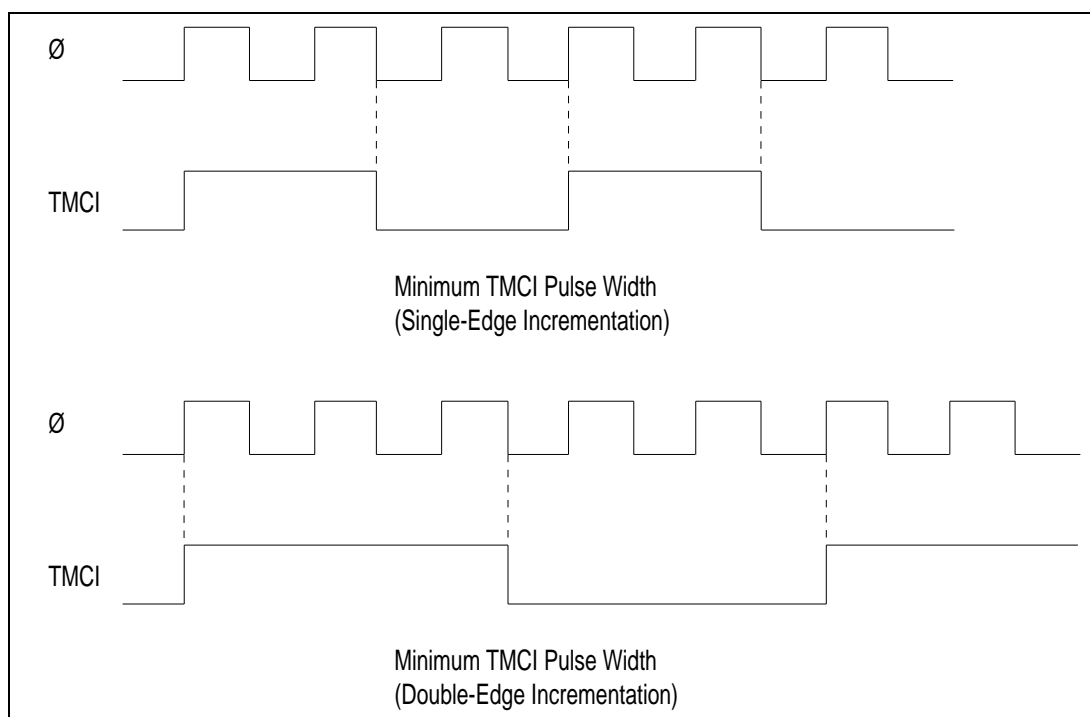 Ø
TMCI
Minimum TMCI Pulse Width
(Single-Edge Incrementation)
Ø
TMCI
Minimum TMCI Pulse Width
(Double-Edge Incrementation)